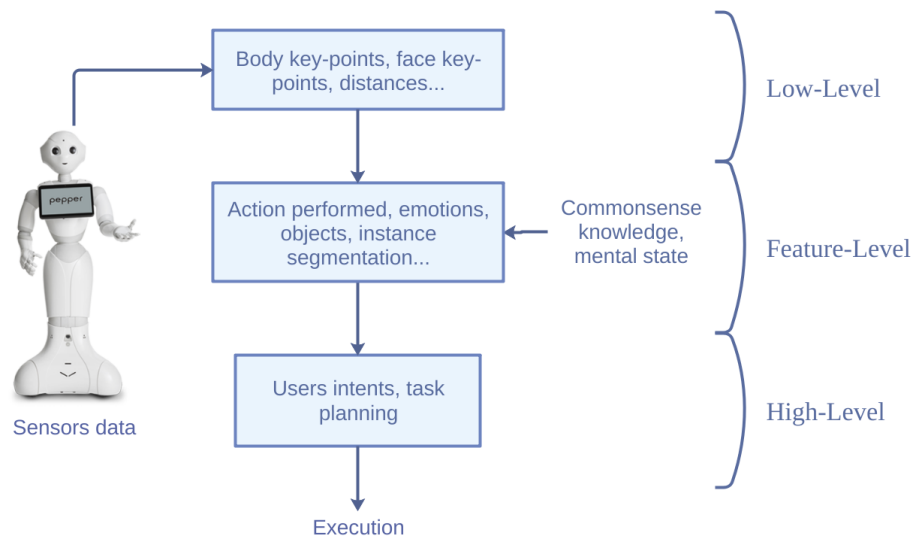 Body key-points, face key-
points, distances...
Low-Level
pepper
Action performed, emotions,
objects, instance
segmentation...
Commonsense
knowledge,
mental state
Feature-Level
Users intents, task
planning
High-Level
Sensors data
Execution